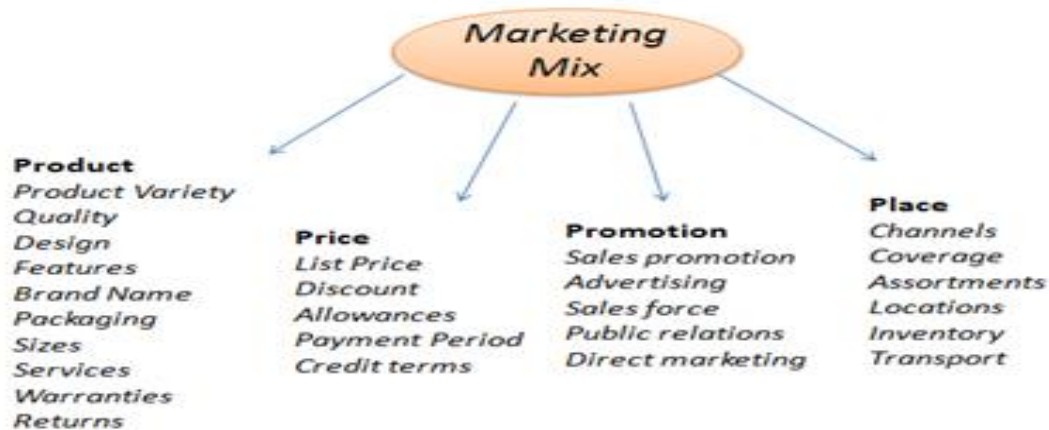 Marketing
Mix
Product
Product Variety
Quality
Design
Features
Brand Name
Packaging
Sizes
Services
Warranties
Returns
Price
List Price
Discount
Allowances
Payment Period
Credit terms
Promotion
Sales promotion
Advertising
Sales force
Public relations
Direct marketing
Place
Channels
Coverage
Assortments
Locations
Inventory
Transport